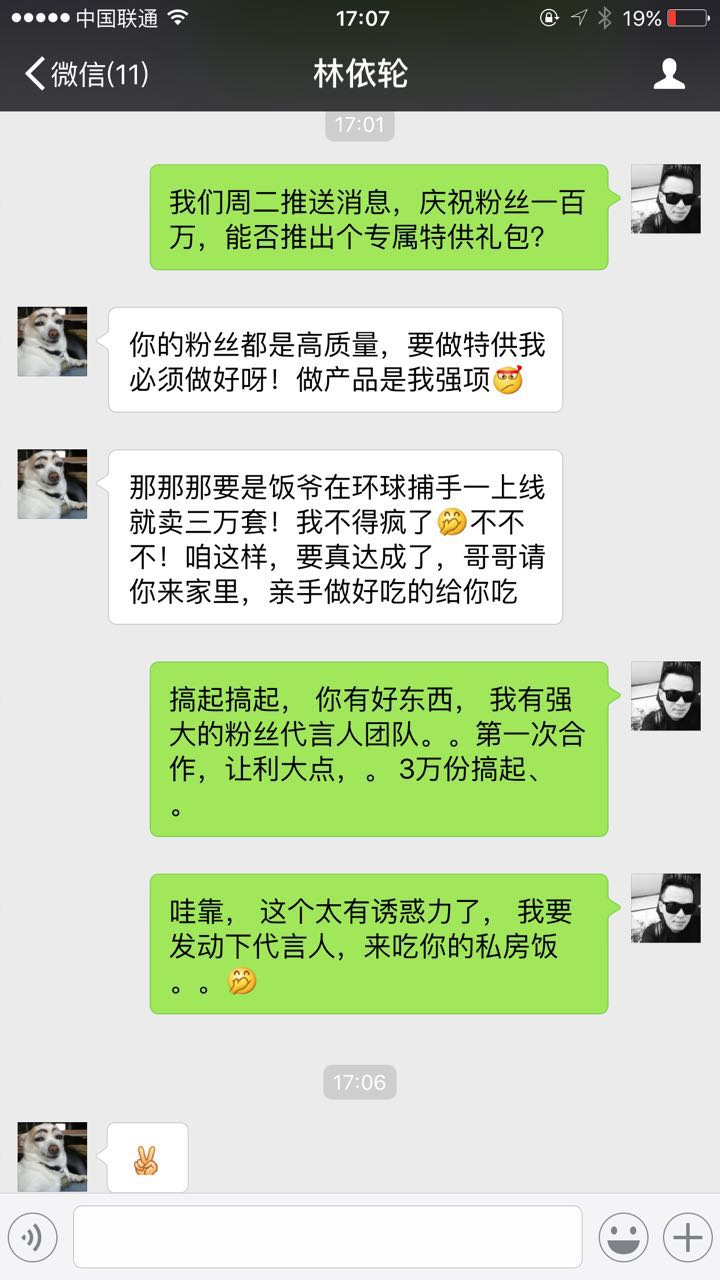 中国联通
17:07
19%
微信(11)
林依轮
17:01
我们周二推送消息，庆祝粉丝一百
万，能否推出个专属特供礼包？
你的粉丝都是高质量，要做特供我
必须做好呀！做产品是我强项
那那那要是饭爷在环球捕手一上线
就卖三万套！我不得疯了不不
不！咱这样，要真达成了，哥哥请
你来家里，亲手做好吃的给你吃
搞起搞起， 你有好东西， 我有强
大的粉丝代言人团队。。第一次合
作，让利大点，。 3万份搞起、
。
哇靠， 这个太有诱惑力了， 我要
发动下代言人，来吃你的私房饭
。。
17:06